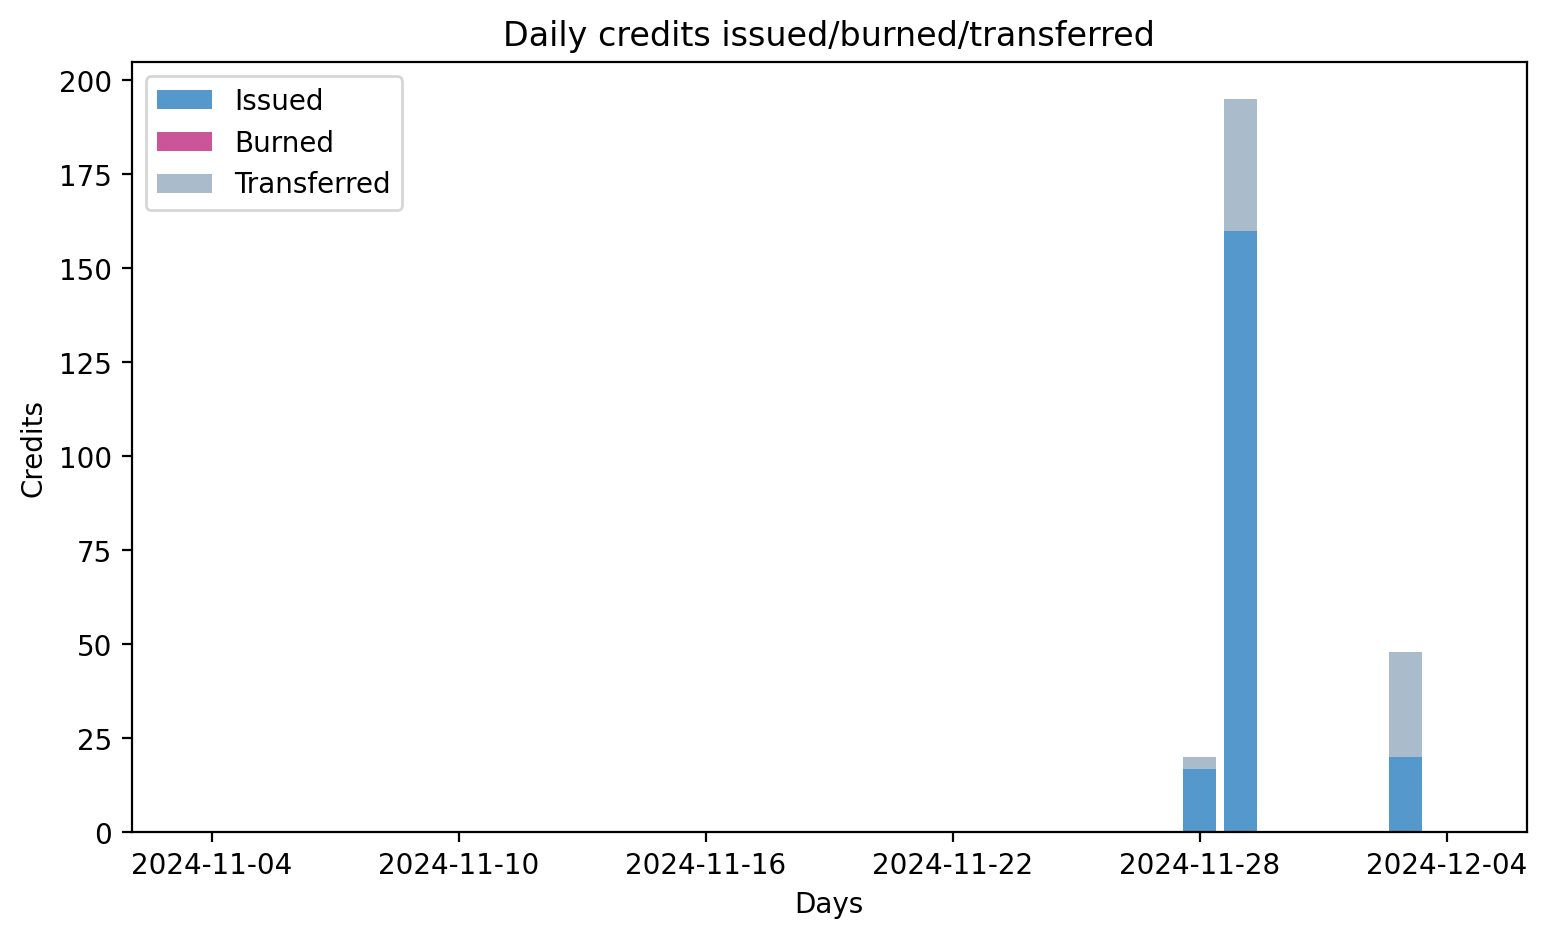 Daily credits issued/burned/transferred
Issued
Burned
Transferred
200
175
150
125
100
75
50
25
0
Credits
2024-11-04 2024-11-10 2024-11-16 2024-11-22 2024-11-28 2024-12-04
Days